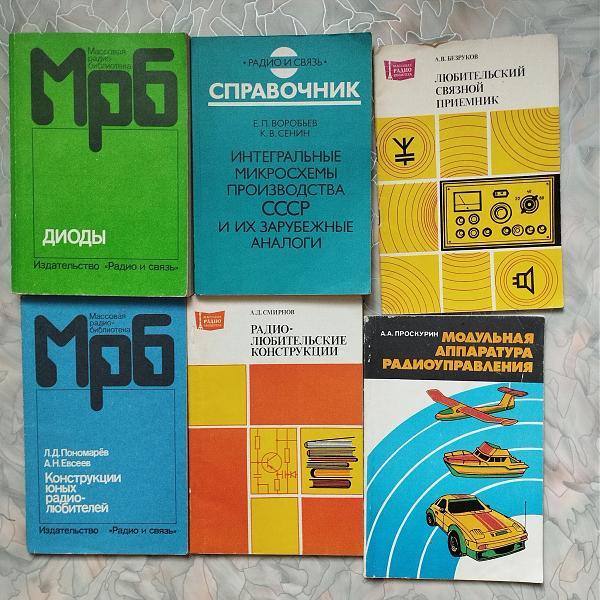 Массовая
радио-
библиотека
Мрб
ДИОДЫ
Издательство «Радио и связь»
•РАДИО И СВЯЗЬ•
СПРАВОЧНИК
Е.П. ВОРОБЬЕВ
К.В. СЕНИН
ИНТЕГРАЛЬНЫЕ
МИКРОСХЕМЫ
ПРОИЗВОДСТВА
СССР
И ИХ ЗАРУБЕЖНЫЕ
АНАЛОГИ
МАССОВАЯ
РАДИО
БИБЛИОТЕКА
А.В. БЕЗРУКОВ
ЛЮБИТЕЛЬСКИЙ
СВЯЗНОЙ
ПРИЕМНИК
Массовая
радио-
библиотека
Мрб
Л.Д. Пономарёв
А.Н. Евсеев
Конструкции
юных
радио-
любителей
Издательство «Радио и связь»
МАССОВАЯ
РАДИО
БИБЛИОТЕКА
А.Д. СМИРНОВ
РАДИО-
ЛЮБИТЕЛЬСКИЕ
КОНСТРУКЦИИ
А.А. ПРОСКУРИН
МОДУЛЬНАЯ
АППАРАТУРА
РАДИОУПРАВЛЕНИЯ